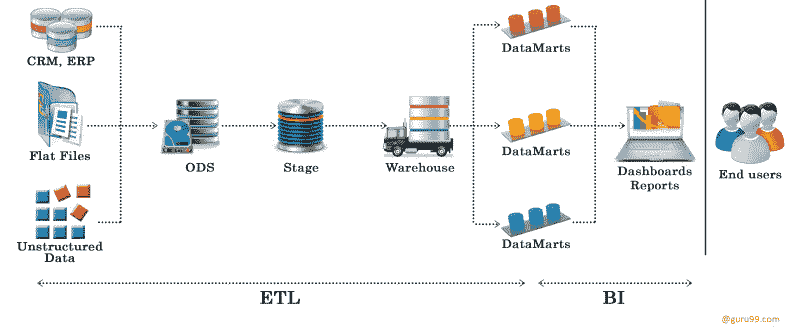 CRM, ERP
Flat Files
Unstructured
Data
ODS
Stage
Warehouse
DataMarts
DataMarts
DataMarts
Dashboards
Reports
End users
ETL
BI
@guru99.com